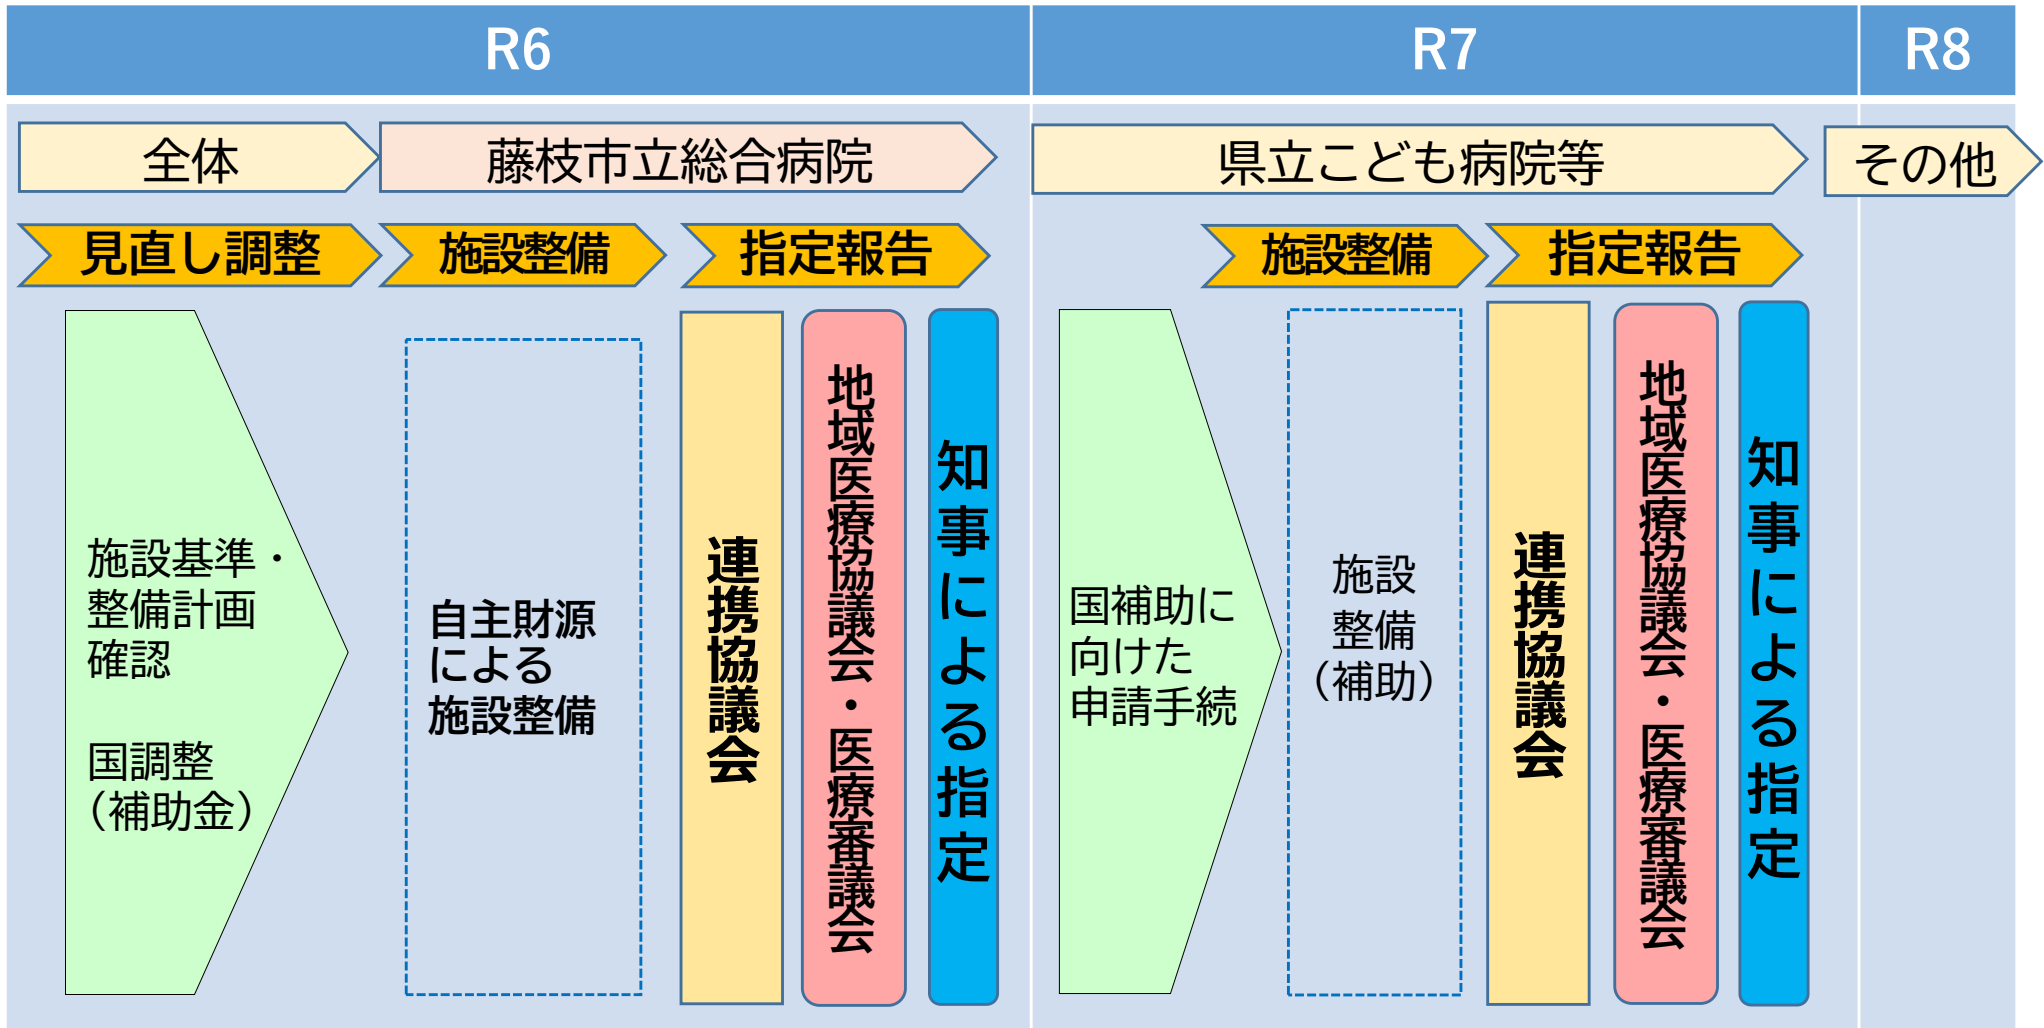 R6
R7
R8
全体
藤枝市立総合病院
県立こども病院等
その他
見直し調整
施設整備
指定報告
施設整備
指定報告
施設基準・
整備計画
確認
国調整
（補助金）
自主財源
による
施設整備
連携協議会
地域医療協議会・医療審議会
知事による指定
国補助に
向けた
申請手続
施設
整備
（補助）
連携協議会
地域医療協議会・医療審議会
知事による指定